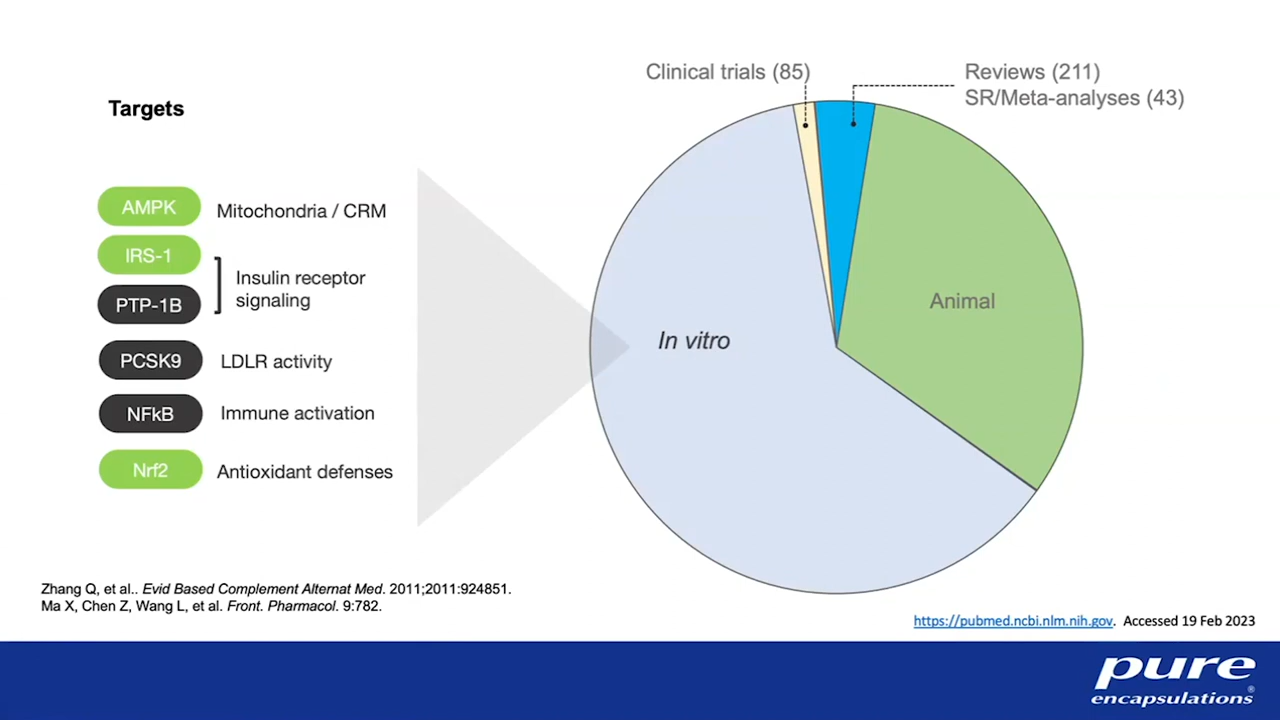 Clinical trials (85)
Reviews (211)
SR/Meta-analyses (43)
Targets
AMPK
Mitochondria / CRM
IRS-1
PTP-1B
Insulin receptor
signaling
PCSK9
LDLR activity
NFkB
Immune activation
Nrf2
Antioxidant defenses
In vitro
Animal
Zhang Q, et al.. Evid Based Complement Alternat Med. 2011;2011:924851.
Ma X, Chen Z, Wang L, et al. Front. Pharmacol. 9:782.
https://pubmed.ncbi.nlm.nih.gov. Accessed 19 Feb 2023
pure
encapsulations®